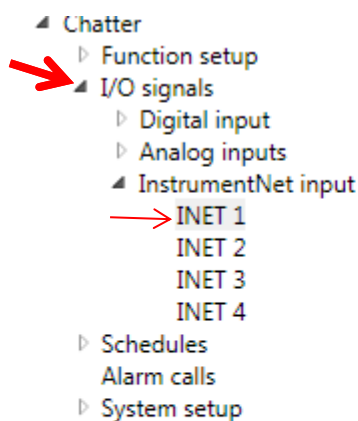 Chatter
Function setup
I/O signals
Digital input
Analog inputs
InstrumentNet input
INET 1
INET 2
INET 3
INET 4
Schedules
Alarm calls
System setup